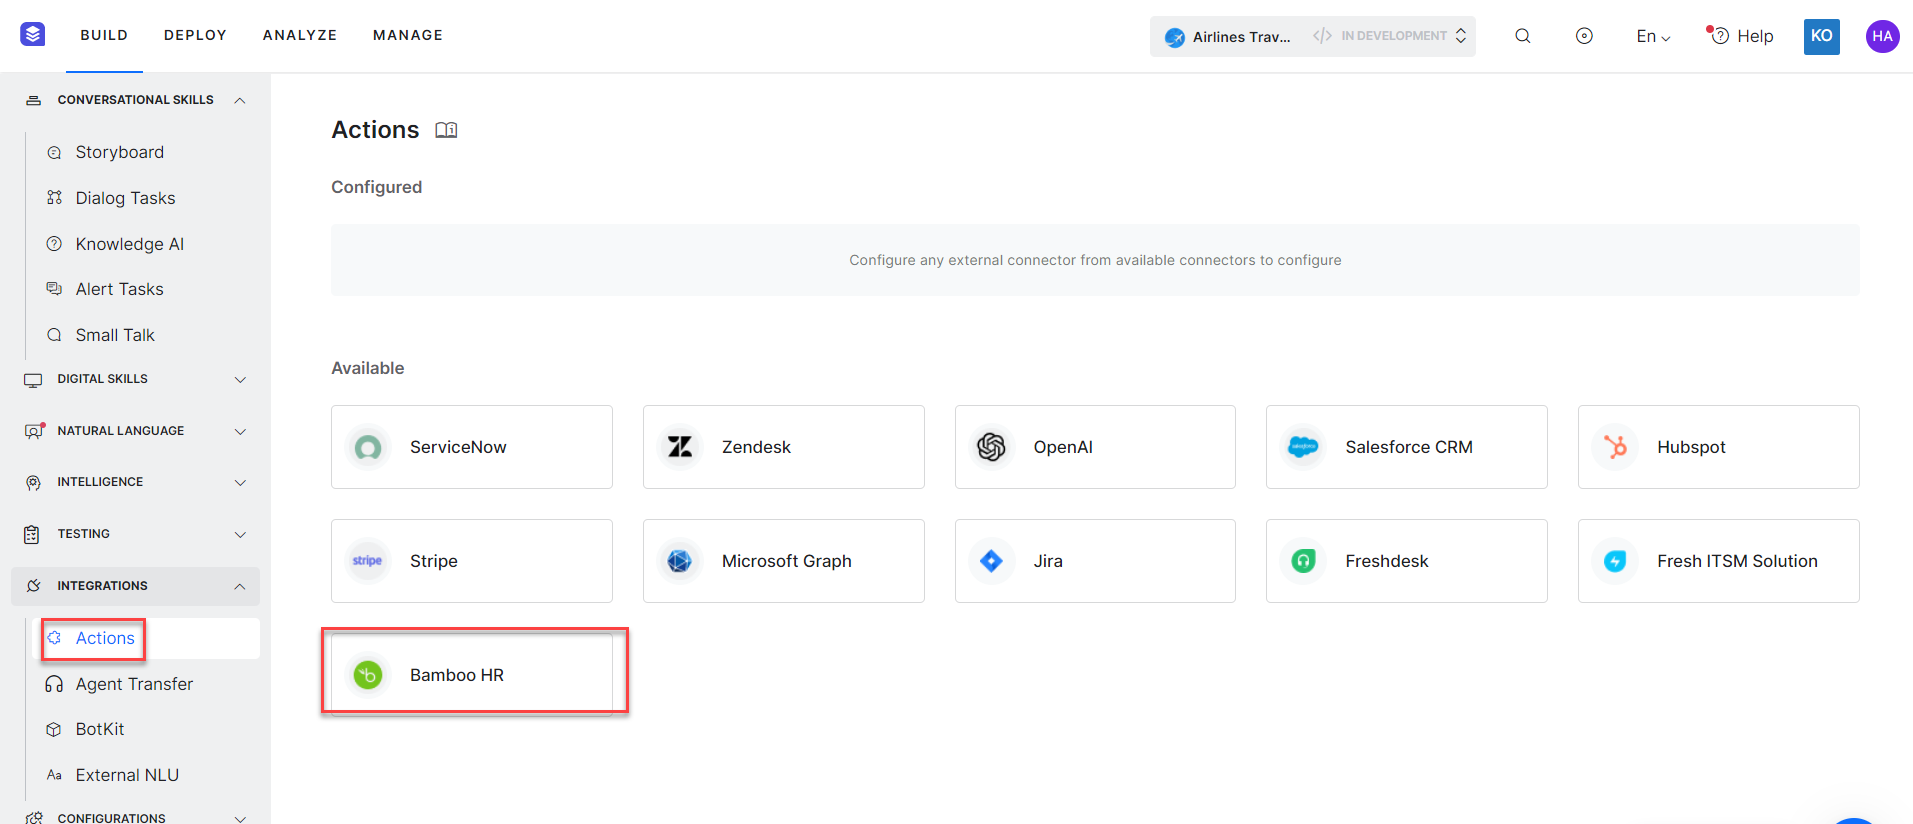 BUILD DEPLOY ANALYZE MANAGE
Airlines Trav... </> IN DEVELOPMENT
En
Help
KO
HA
CONVERSATIONAL SKILLS
Storyboard
Dialog Tasks
Knowledge AI
Alert Tasks
Small Talk
DIGITAL SKILLS
NATURAL LANGUAGE
INTELLIGENCE
TESTING
INTEGRATIONS
Actions
Agent Transfer
BotKit
Aa External NLU
CONFIGURATIONS
Actions
Configured
Configure any external connector from available connectors to configure
Available
ServiceNow
Zendesk
OpenAI
salesforce Salesforce CRM
Hubspot
stripe Stripe
Microsoft Graph
Jira
Freshdesk
Fresh ITSM Solution
b Bamboo HR